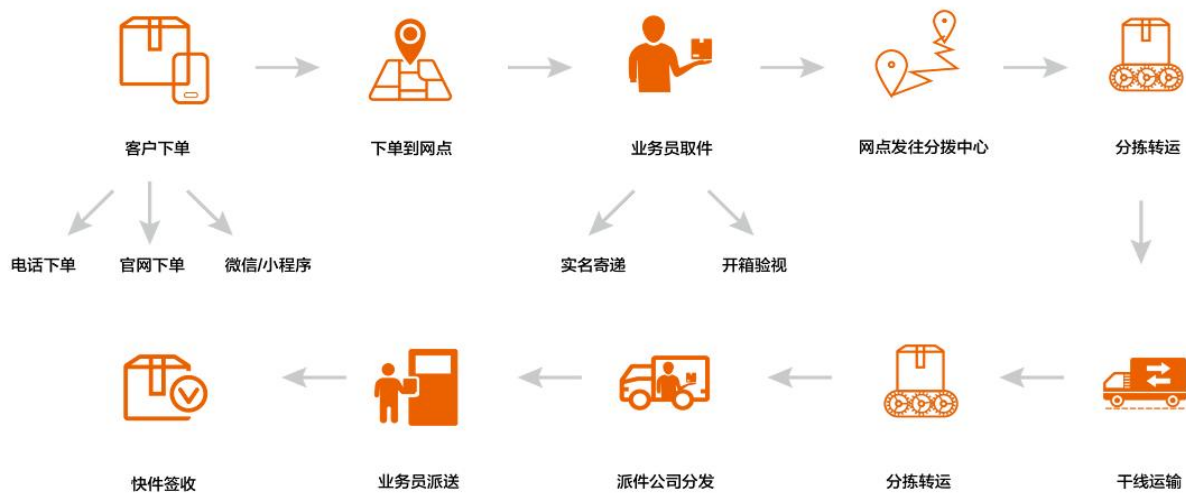 客户下单
下单到网点
业务员取件
网点发往分拨中心
分拣转运
电话下单
官网下单
微信/小程序
实名寄递
开箱验视
快件签收
业务员派送
派件公司分发
分拣转运
干线运输